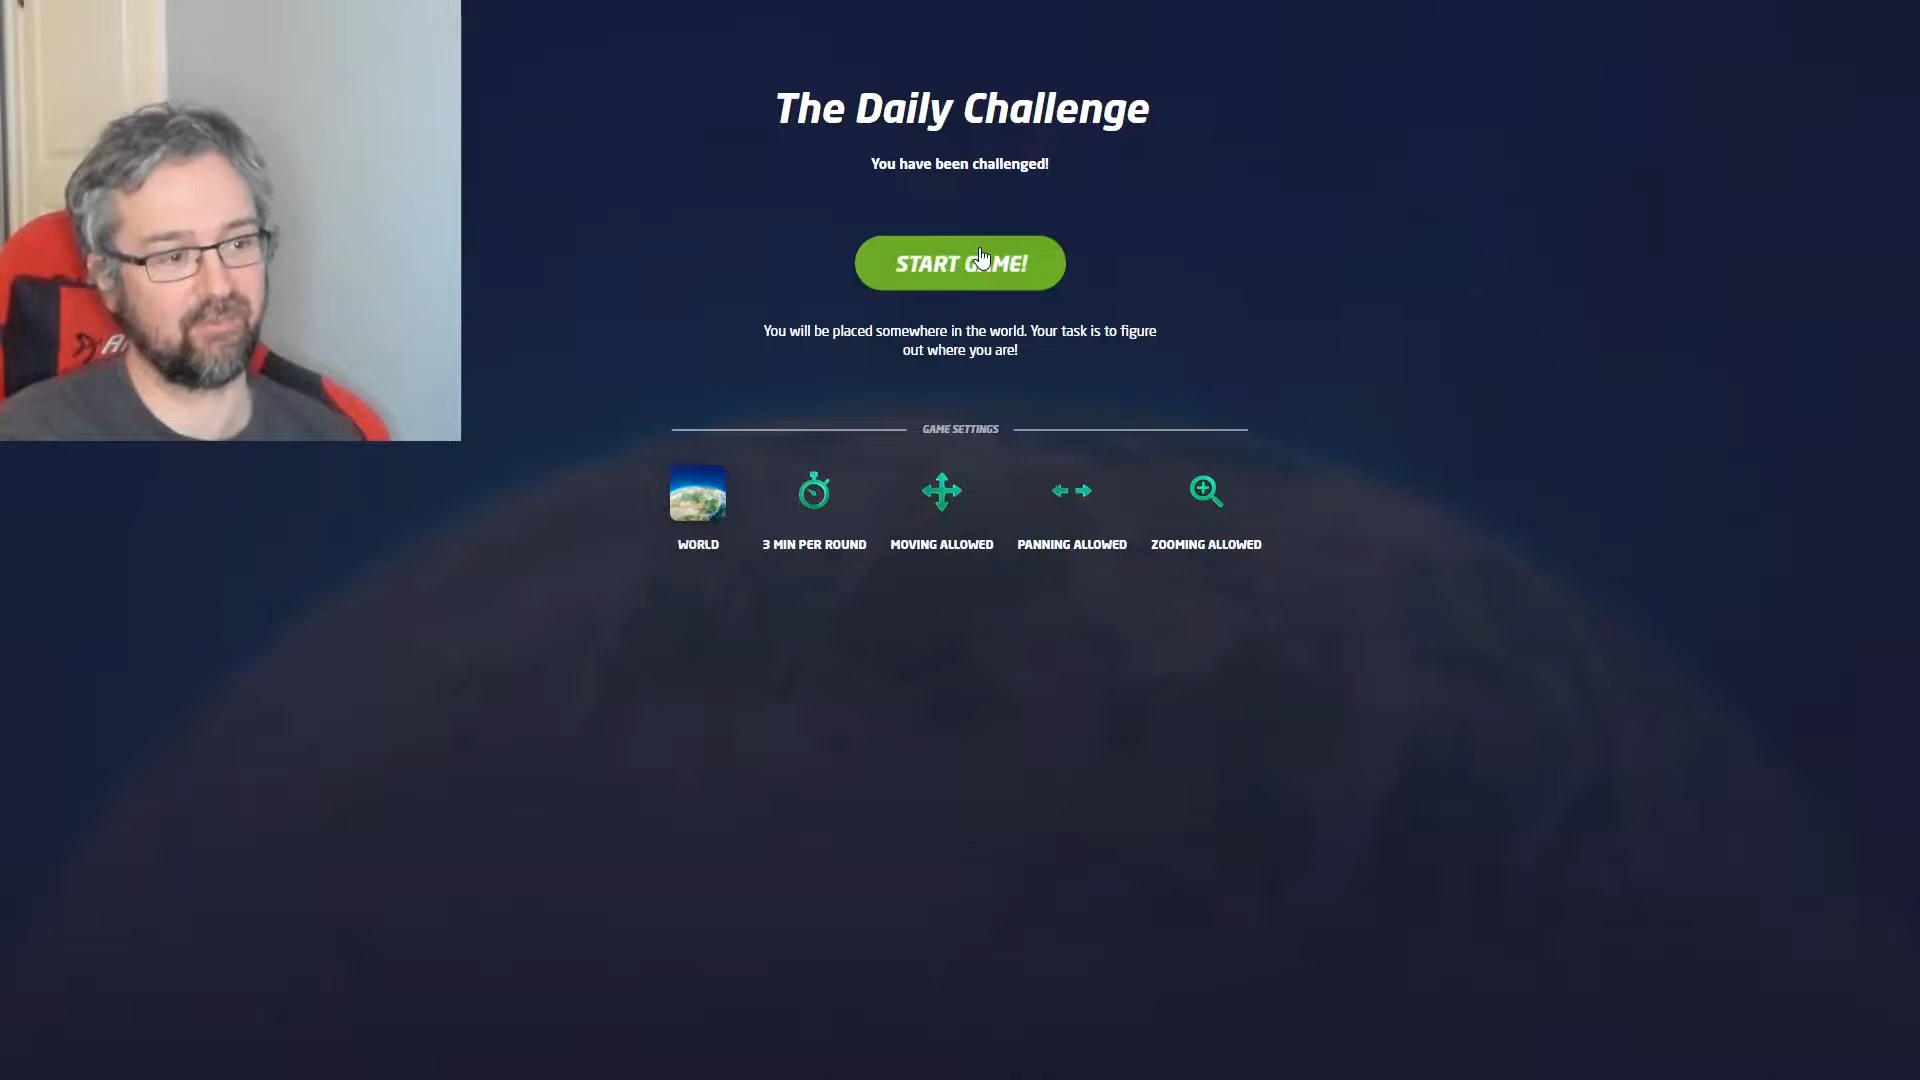 The Daily Challenge
You have been challenged!
START GAME!
You will be placed somewhere in the world. Your task is to figure
out where you are!
GAME SETTINGS
WORLD
3 MIN PER ROUND
MOVING ALLOWED
PANNING ALLOWED
ZOOMING ALLOWED